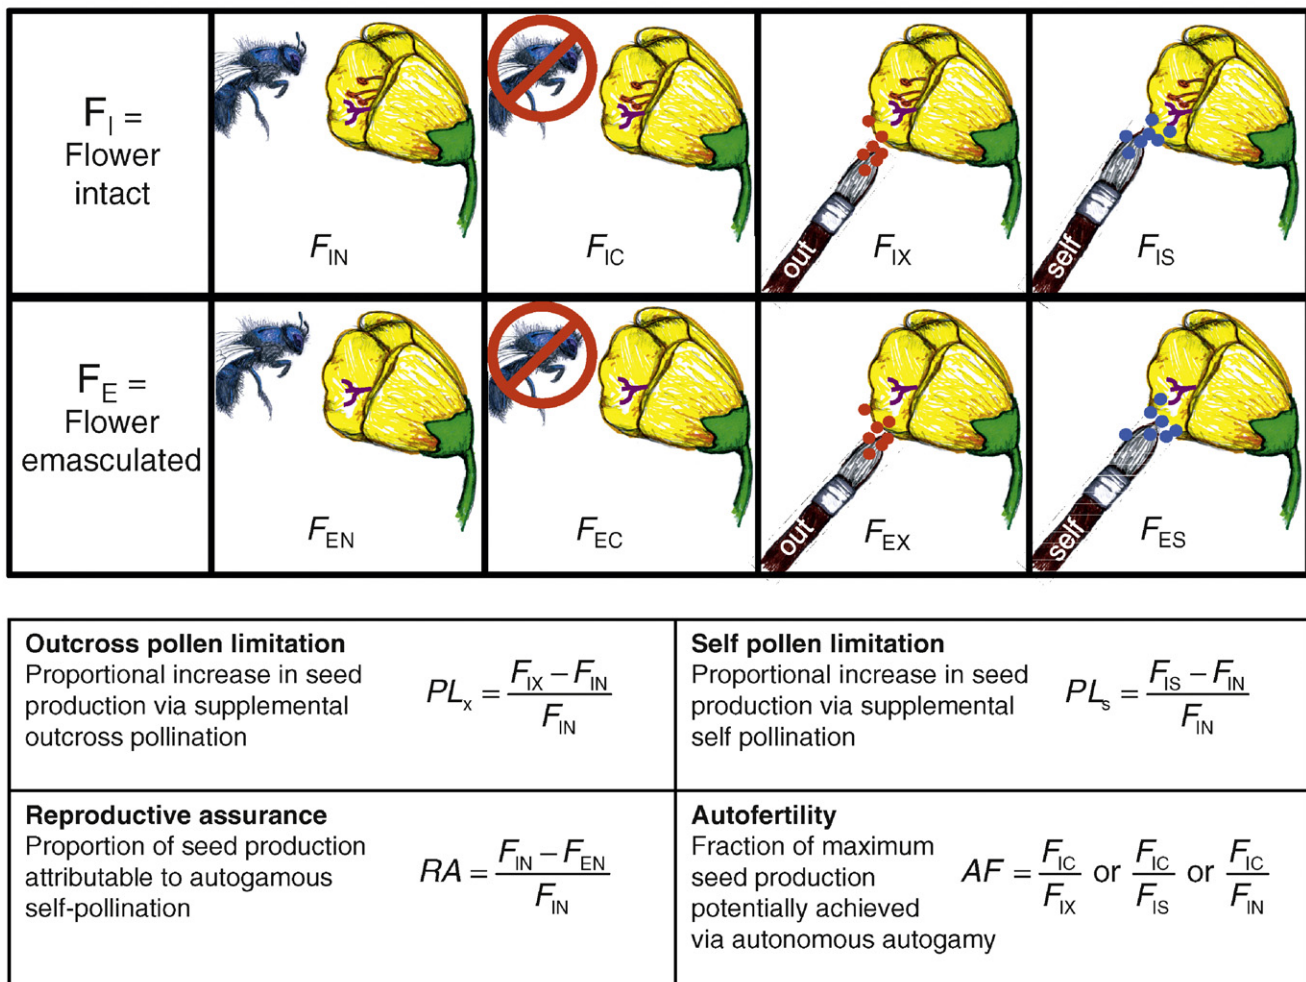 F_I =
Flower
intact
F_IN
F_IC
out
F_IX
self
F_IS
F_E =
Flower
emasculated
F_EN
F_EC
out
F_EX
self
F_ES
Outcross pollen limitation
Proportional increase in seed
production via supplemental
outcross pollination
PL_x = (F_IX − F_IN) / F_IN
Self pollen limitation
Proportional increase in seed
production via supplemental
self pollination
PL_s = (F_IS − F_IN) / F_IN
Reproductive assurance
Proportion of seed production
attributable to autogamous
self-pollination
RA = (F_IN − F_EN) / F_IN
Autofertility
Fraction of maximum
seed production
potentially achieved
via autonomous autogamy
AF = F_IC / F_IX or F_IC / F_IS or F_IC / F_IN